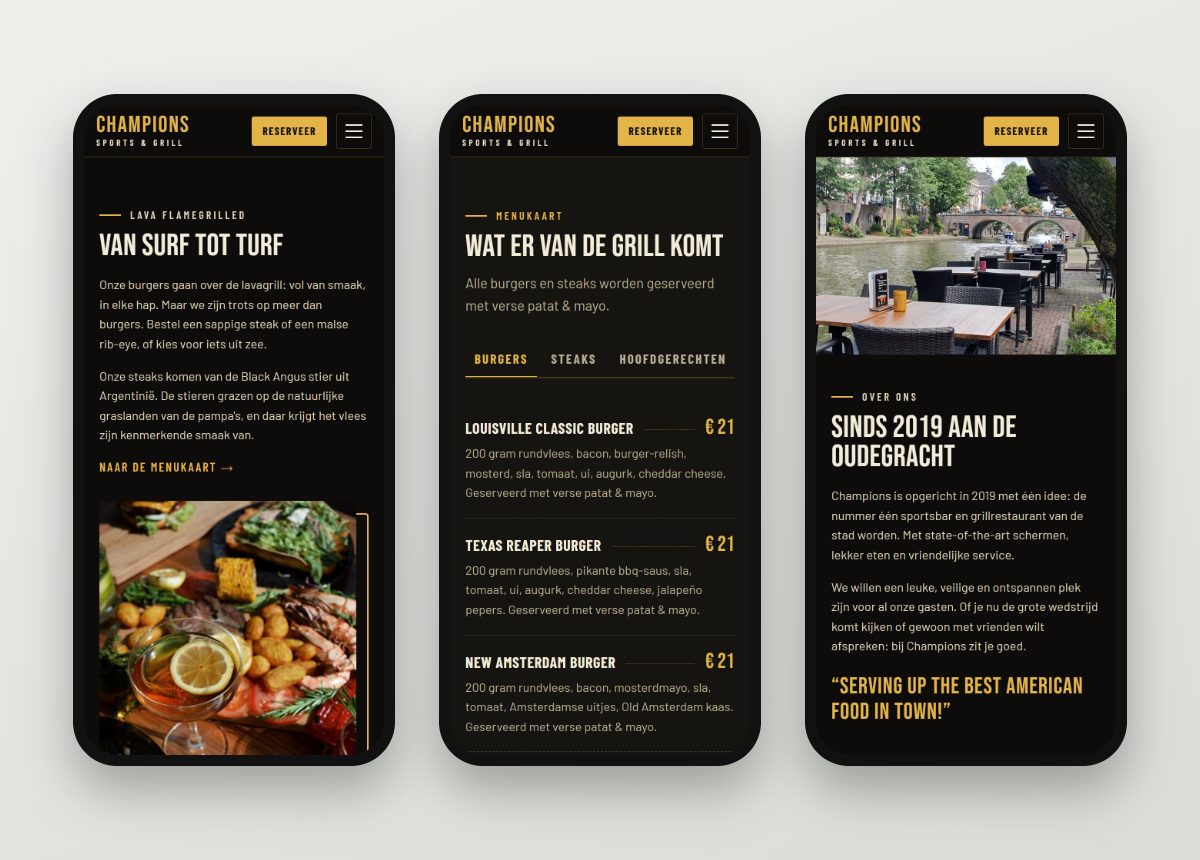 CHAMPIONS
SPORTS & GRILL
RESERVEER
LAVA FLAMEGRILLED
VAN SURF TOT TURF
Onze burgers gaan over de lavagrill: vol van smaak,
in elke hap. Maar we zijn trots op meer dan
burgers. Bestel een sappige steak of een malse
rib-eye, of kies voor iets uit zee.
Onze steaks komen van de Black Angus stier uit
Argentinië. De stieren grazen op de natuurlijke
graslanden van de pampa's, en daar krijgt het vlees
zijn kenmerkende smaak van.
NAAR DE MENUKAART →
CHAMPIONS
SPORTS & GRILL
RESERVEER
MENUKAART
WAT ER VAN DE GRILL KOMT
Alle burgers en steaks worden geserveerd
met verse patat & mayo.
BURGERS STEAKS HOOFDGERECHTEN
LOUISVILLE CLASSIC BURGER € 21
200 gram rundvlees, bacon, burger-relish,
mosterd, sla, tomaat, ui, augurk, cheddar cheese.
Geserveerd met verse patat & mayo.
TEXAS REAPER BURGER € 21
200 gram rundvlees, pikante bbq-saus, sla,
tomaat, ui, augurk, cheddar cheese, jalapeño
pepers. Geserveerd met verse patat & mayo.
NEW AMSTERDAM BURGER € 21
200 gram rundvlees, bacon, mosterdmayo, sla,
tomaat, Amsterdamse uitjes, Old Amsterdam kaas.
Geserveerd met verse patat & mayo.
CHAMPIONS
SPORTS & GRILL
RESERVEER
OVER ONS
SINDS 2019 AAN DE
OUDEGRACHT
Champions is opgericht in 2019 met één idee: de
nummer één sportsbar en grillrestaurant van de
stad worden. Met state-of-the-art schermen,
lekker eten en vriendelijke service.
We willen een leuke, veilige en ontspannen plek
zijn voor al onze gasten. Of je nu de grote wedstrijd
komt kijken of gewoon met vrienden wilt
afspreken: bij Champions zit je goed.
“SERVING UP THE BEST AMERICAN
FOOD IN TOWN!”